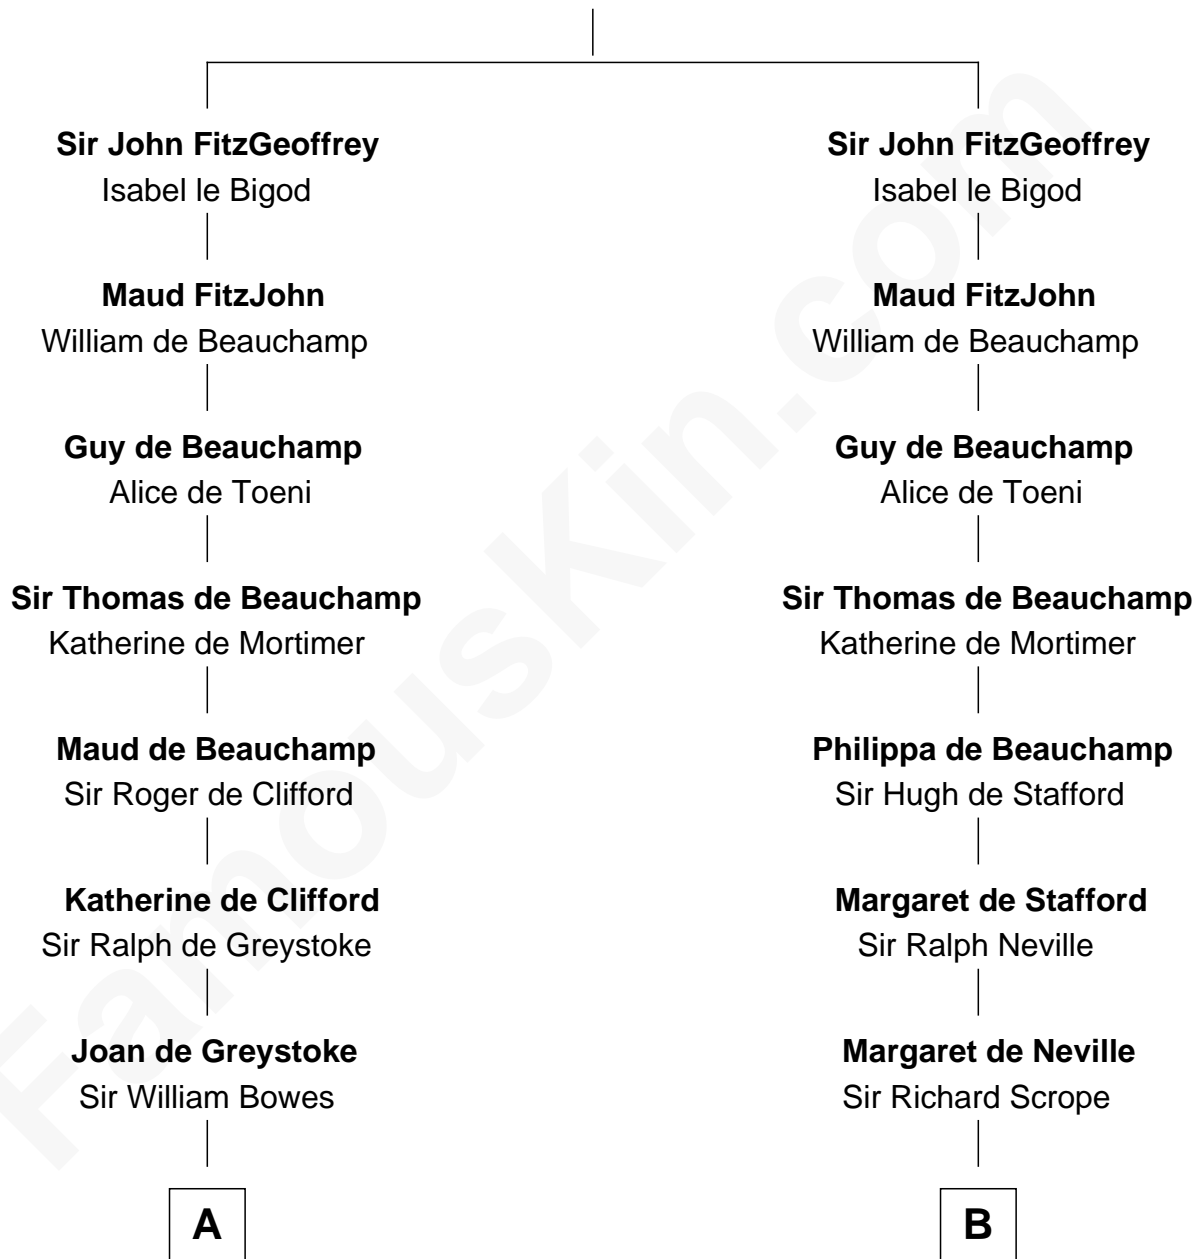 Sir John FitzGeoffrey
Isabel le Bigod
Maud FitzJohn
William de Beauchamp
Guy de Beauchamp
Alice de Toeni
Sir Thomas de Beauchamp
Katherine de Mortimer
Maud de Beauchamp
Sir Roger de Clifford
Katherine de Clifford
Sir Ralph de Greystoke
Joan de Greystoke
Sir William Bowes
A
Sir John FitzGeoffrey
Isabel le Bigod
Maud FitzJohn
William de Beauchamp
Guy de Beauchamp
Alice de Toeni
Sir Thomas de Beauchamp
Katherine de Mortimer
Philippa de Beauchamp
Sir Hugh de Stafford
Margaret de Stafford
Sir Ralph Neville
Margaret de Neville
Sir Richard Scrope
B
FamousKin.com